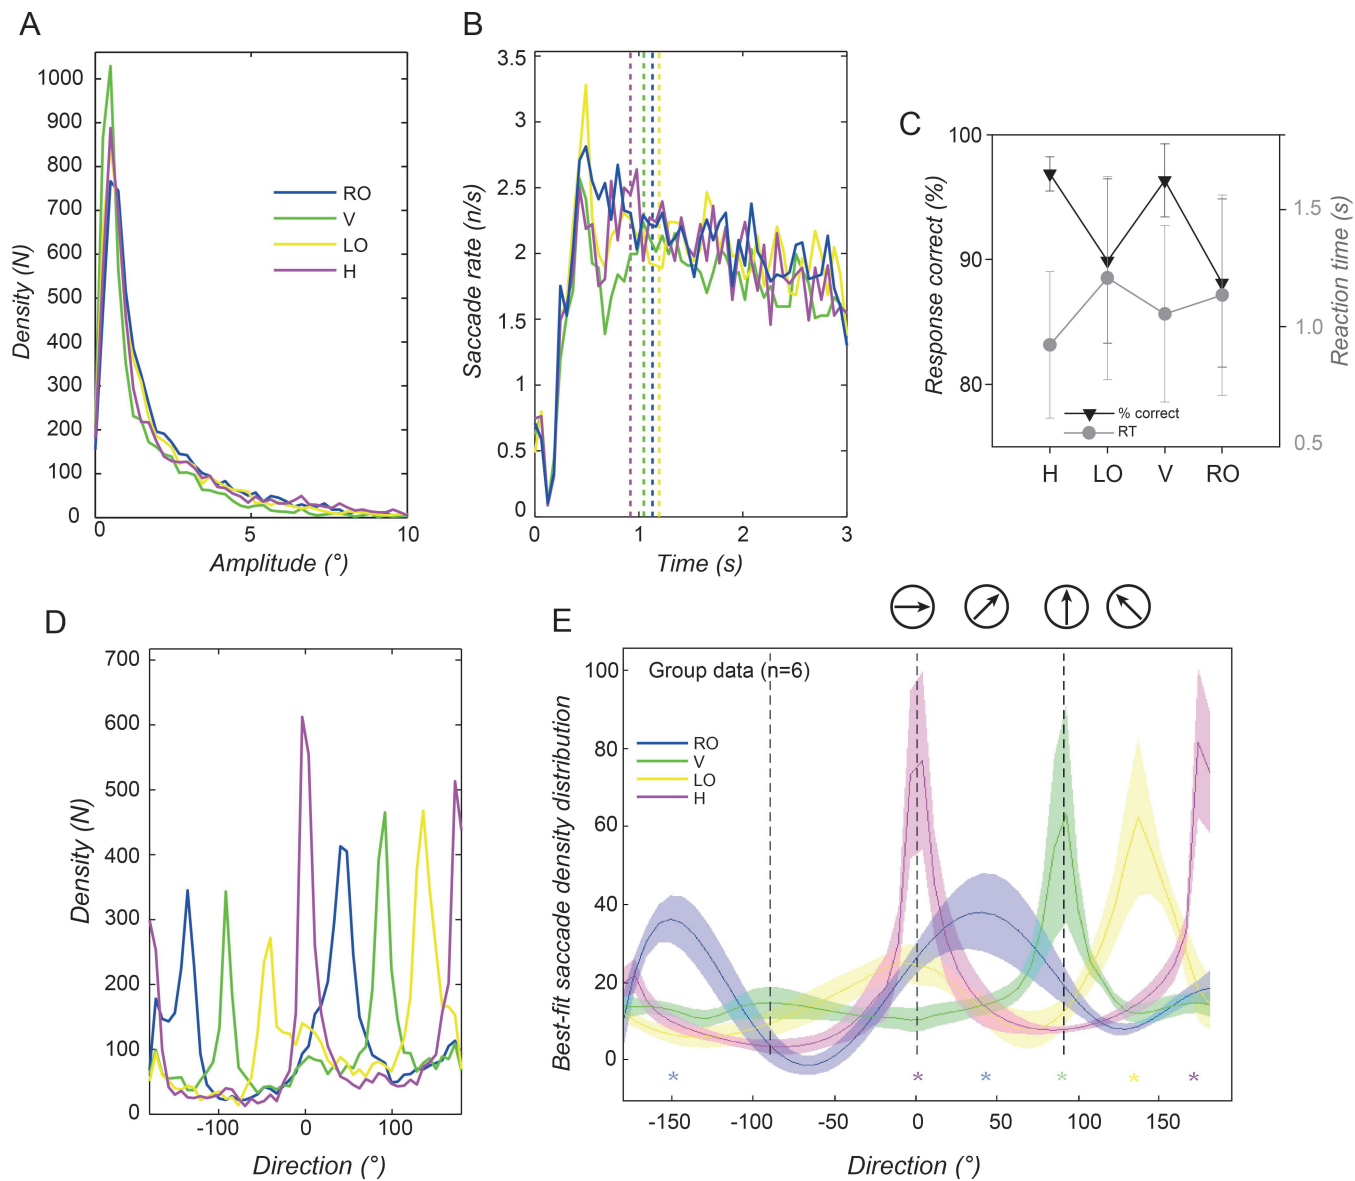 A
Density (N)
1000
900
800
700
600
500
400
300
200
100
0
0
5
10
Amplitude (°)
RO
V
LO
H
B
Saccade rate (n/s)
3.5
3
2.5
2
1.5
1
0.5
0
0
1
2
3
Time (s)
C
Response correct (%)
100
90
80
Reaction time (s)
1.5
1.0
0.5
% correct
RT
H LO V RO
D
Density (N)
700
600
500
400
300
200
100
0
-100
0
100
Direction (°)
E
Best-fit saccade density distribution
100
80
60
40
20
0
Group data (n=6)
RO
V
LO
H
* * * * * *
-150
-100
-50
0
50
100
150
Direction (°)